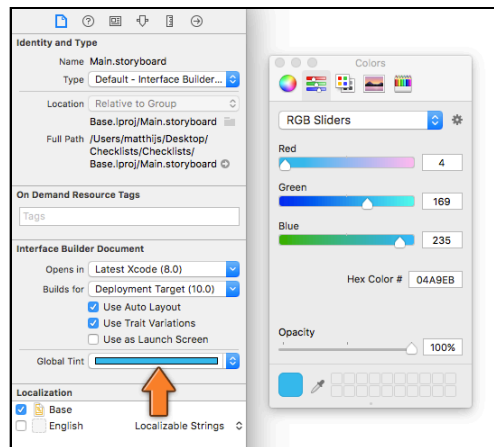 Identity and Type
Name Main.storyboard
Type Default - Interface Builder...
Location Relative to Group
Base.lproj/Main.storyboard
Full Path /Users/matthijs/Desktop/
Checklists/Checklists/
Base.lproj/Main.storyboard
On Demand Resource Tags
Tags
Interface Builder Document
Opens in Latest Xcode (8.0)
Builds for Deployment Target (10.0)
Use Auto Layout
Use Trait Variations
Use as Launch Screen
Global Tint
Localization
Base
English Localizable Strings
Colors
RGB Sliders
Red
4
Green
169
Blue
235
Hex Color # 04A9EB
Opacity
100%